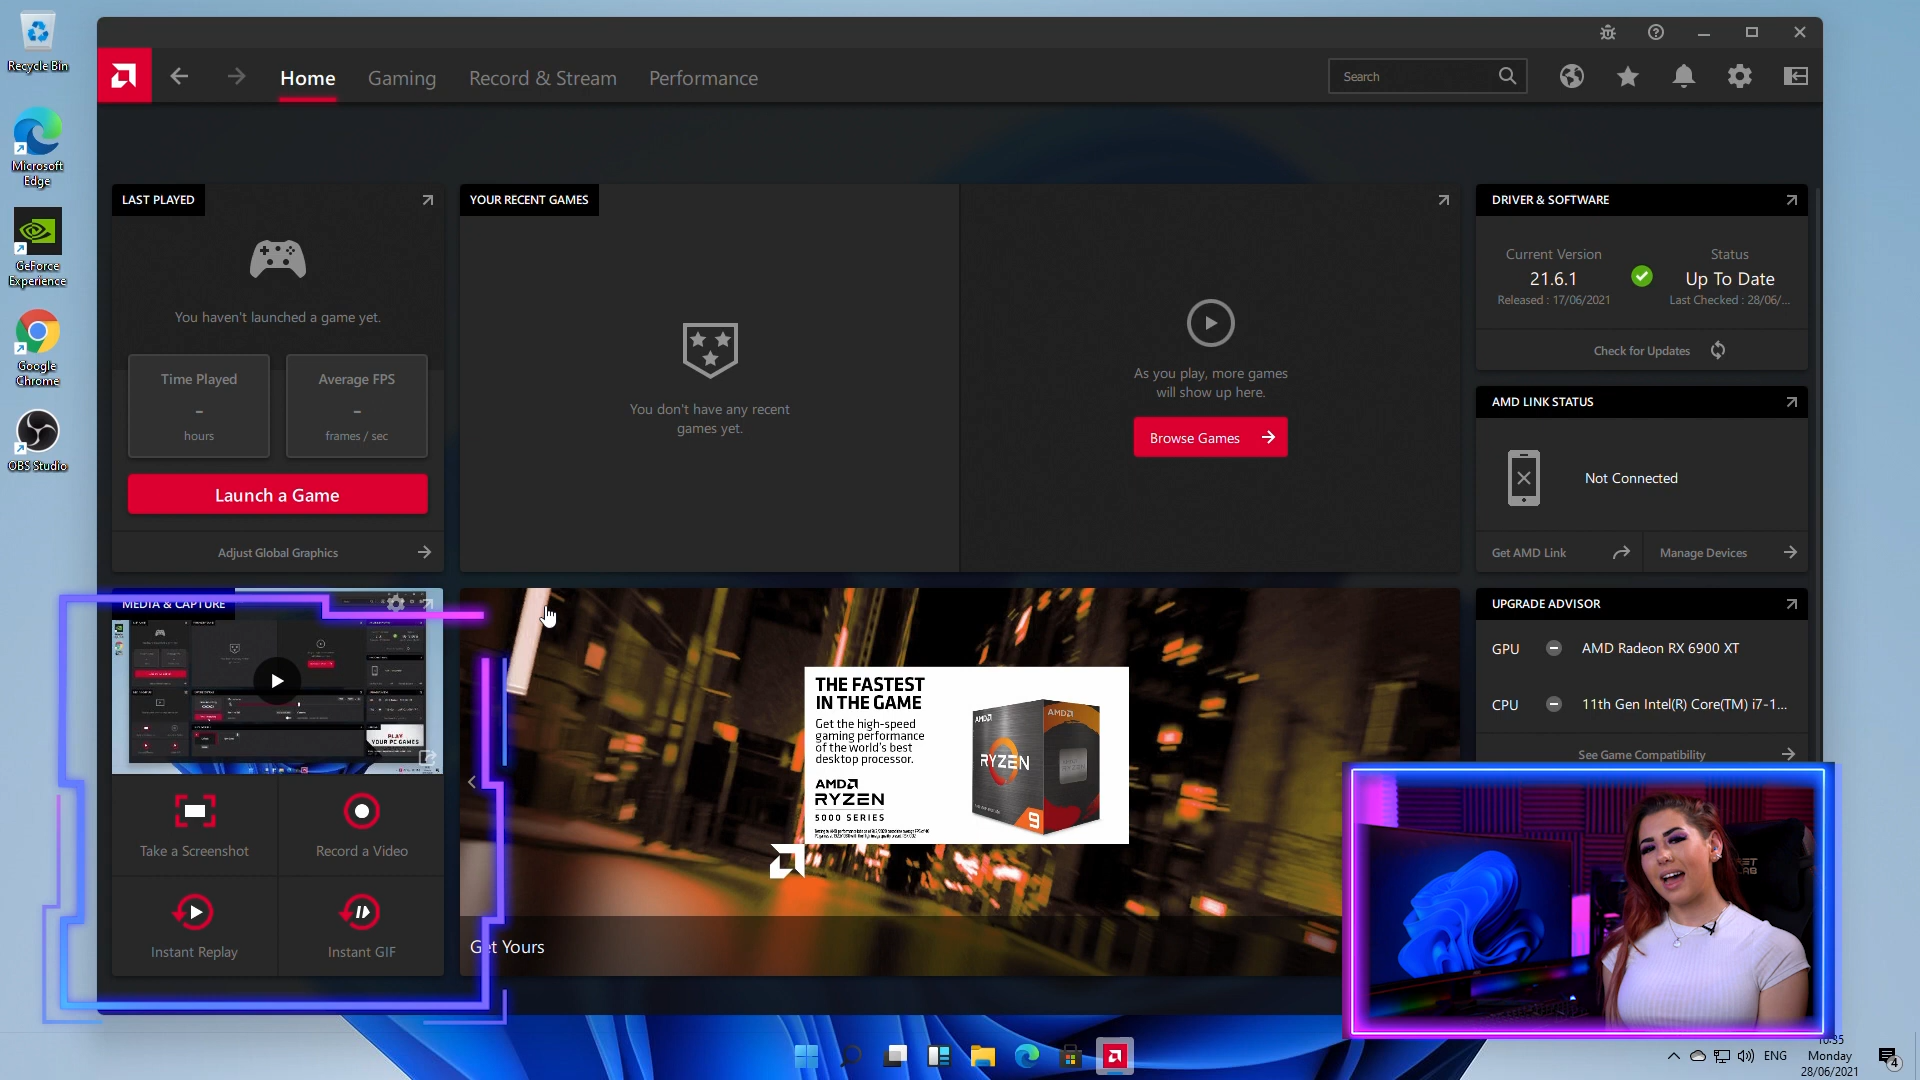 Recycle Bin
Microsoft
Edge
GeForce
Experience
Google
Chrome
OBS Studio
Home
Gaming
Record & Stream
Performance
Search
LAST PLAYED
You haven't launched a game yet.
Time Played
-
hours
Average FPS
-
frames / sec
Launch a Game
Adjust Global Graphics
YOUR RECENT GAMES
You don't have any recent
games yet.
As you play, more games
will show up here.
Browse Games
DRIVER & SOFTWARE
Current Version
21.6.1
Released : 17/06/2021
Status
Up To Date
Last Checked : 28/06/...
Check for Updates
AMD LINK STATUS
Not Connected
Get AMD Link
Manage Devices
MEDIA & CAPTURE
Take a Screenshot
Record a Video
Instant Replay
Instant GIF
THE FASTEST
IN THE GAME
Get the high-speed
gaming performance
of the world's best
desktop processor.
AMD
RYZEN
5000 SERIES
AMD
AMD
RYZEN
9
Get Yours
UPGRADE ADVISOR
GPU
AMD Radeon RX 6900 XT
CPU
11th Gen Intel(R) Core(TM) i7-1...
See Game Compatibility
PLAY
YOUR PC GAMES
ENG
10:35
Monday
28/06/2021
4